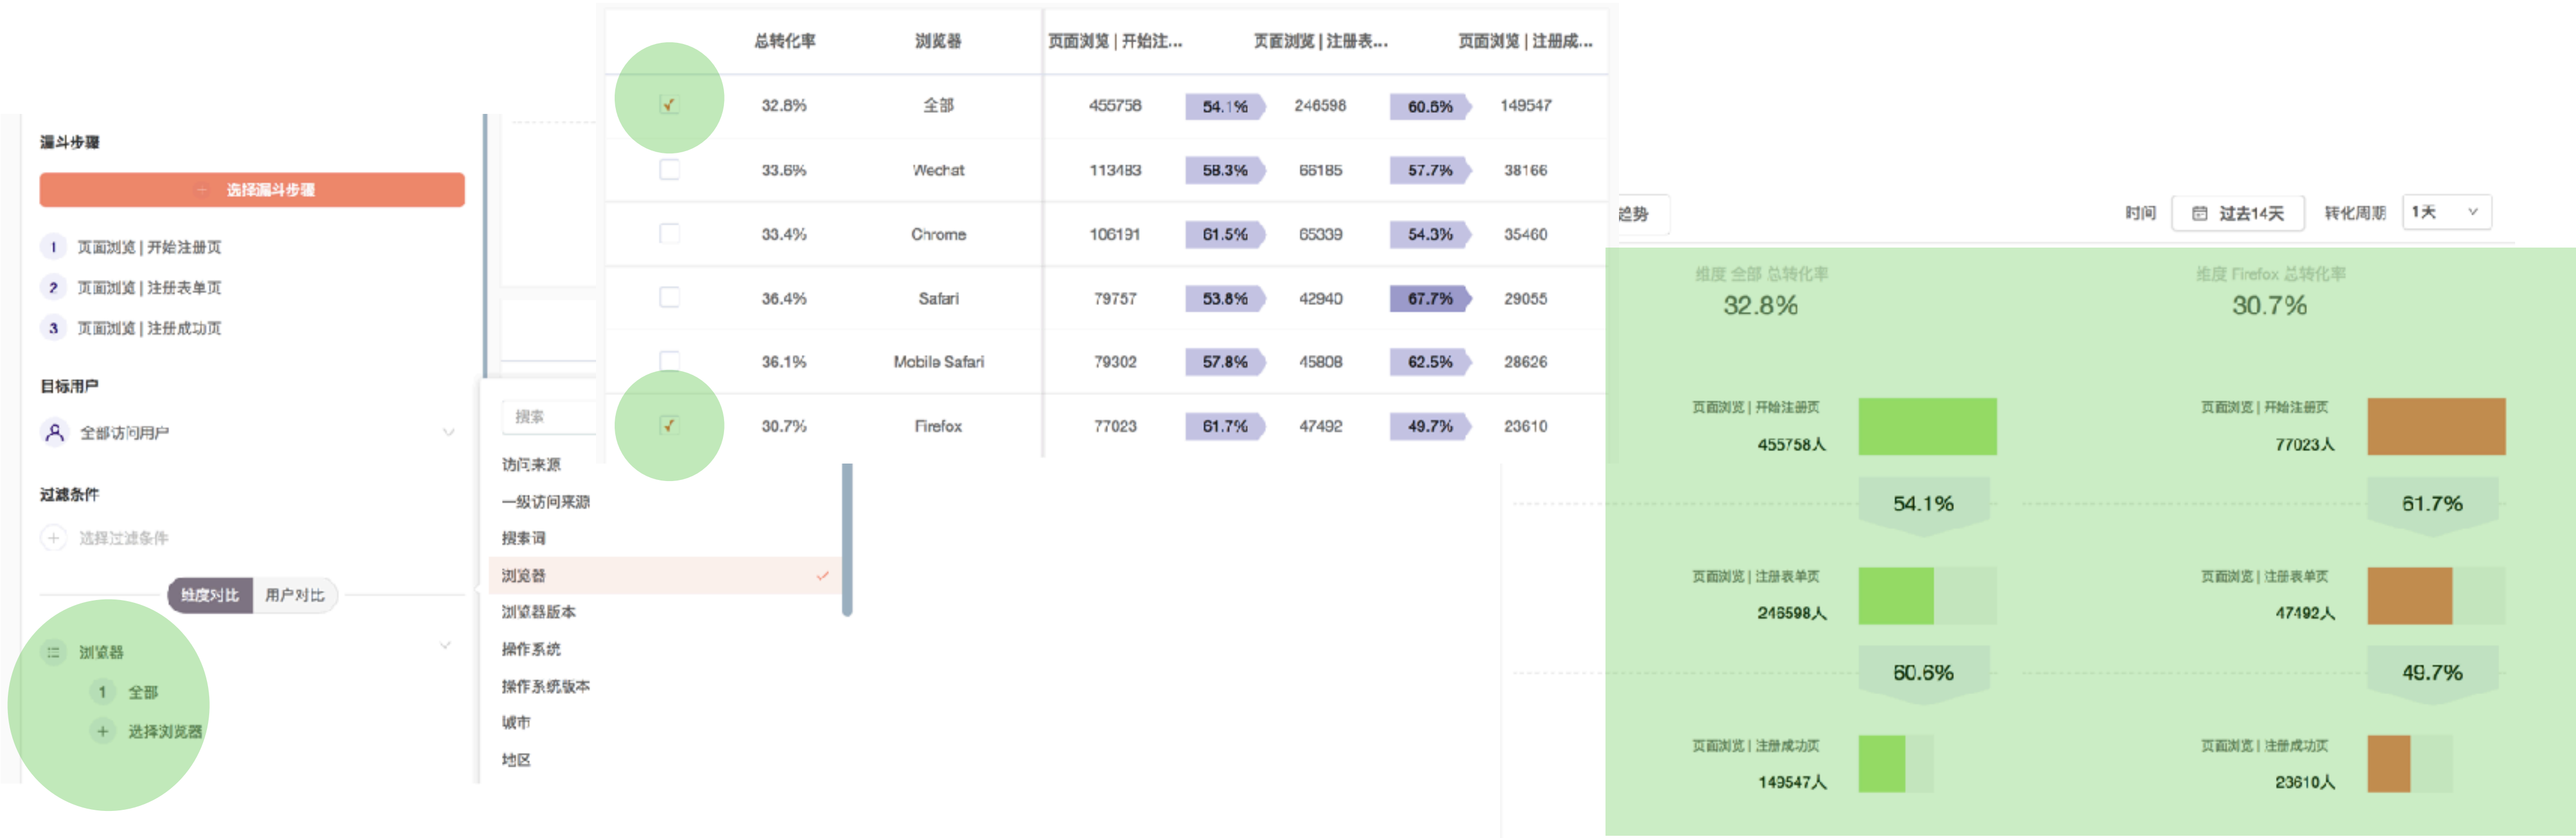 漏斗步骤
+ 选择漏斗步骤
1 页面浏览 | 开始注册页
2 页面浏览 | 注册表单页
3 页面浏览 | 注册成功页
目标用户
全部访问用户
过滤条件
+ 选择过滤条件
维度对比 用户对比
浏览器
1 全部
+ 选择浏览器
搜索
访问来源
一级访问来源
搜索词
浏览器
浏览器版本
操作系统
操作系统版本
城市
地区
总转化率 浏览器 页面浏览 | 开始注... 页面浏览 | 注册表... 页面浏览 | 注册成...
32.8% 全部 455758 54.1% 246598 60.6% 149547
33.6% Wechat 113483 58.3% 66185 57.7% 38166
33.4% Chrome 106191 61.5% 65339 54.3% 35460
36.4% Safari 79757 53.8% 42940 67.7% 29055
36.1% Mobile Safari 79302 57.8% 45808 62.5% 28626
30.7% Firefox 77023 61.7% 47492 49.7% 23610
趋势
时间 过去14天 转化周期 1天
维度 全部 总转化率
32.8%
页面浏览 | 开始注册页
455758人
54.1%
页面浏览 | 注册表单页
246598人
60.6%
页面浏览 | 注册成功页
149547人
维度 Firefox 总转化率
30.7%
页面浏览 | 开始注册页
77023人
61.7%
页面浏览 | 注册表单页
47492人
49.7%
页面浏览 | 注册成功页
23610人